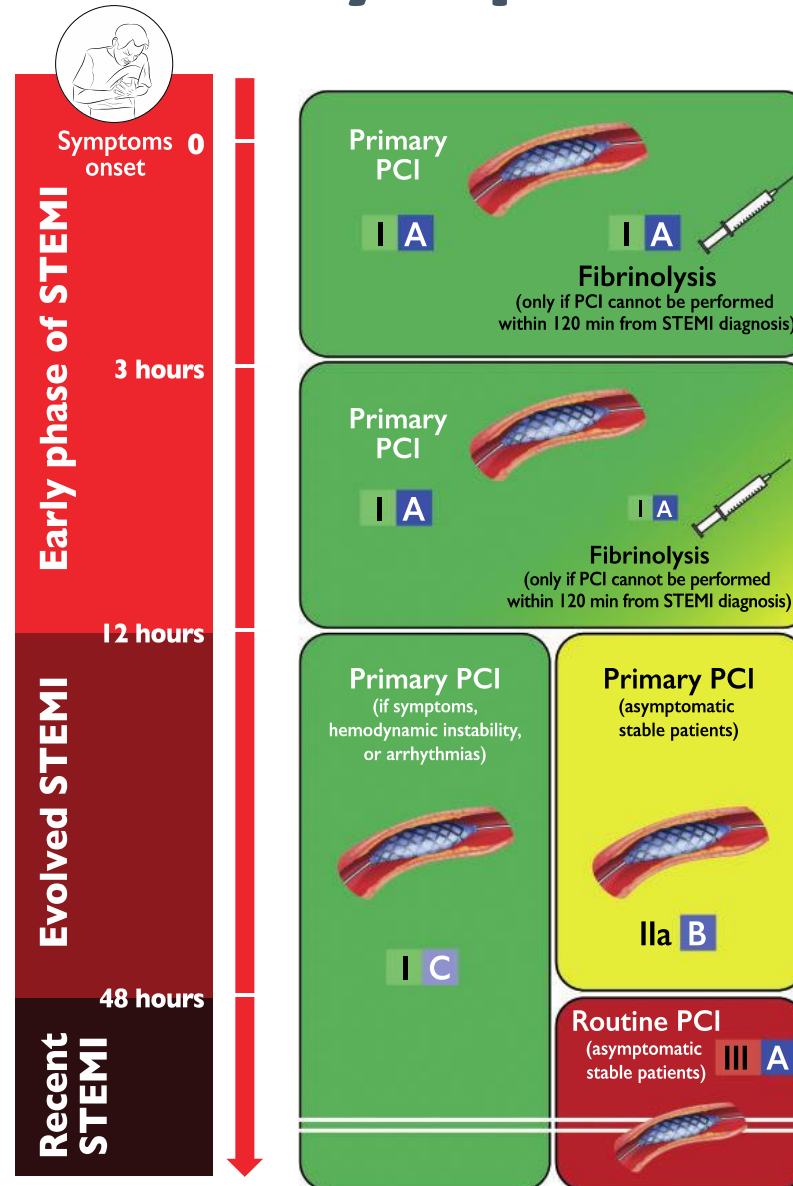 Symptoms
onset
0
Early phase of STEMI
3 hours
12 hours
Evolved STEMI
48 hours
Recent
STEMI
Primary
PCI
I A
I A
Fibrinolysis
(only if PCI cannot be performed
within 120 min from STEMI diagnosis)
Primary
PCI
I A
I A
Fibrinolysis
(only if PCI cannot be performed
within 120 min from STEMI diagnosis)
Primary PCI
(if symptoms,
hemodynamic instability,
or arrhythmias)
I C
Primary PCI
(asymptomatic
stable patients)
IIa B
Routine PCI
(asymptomatic
stable patients)
III A